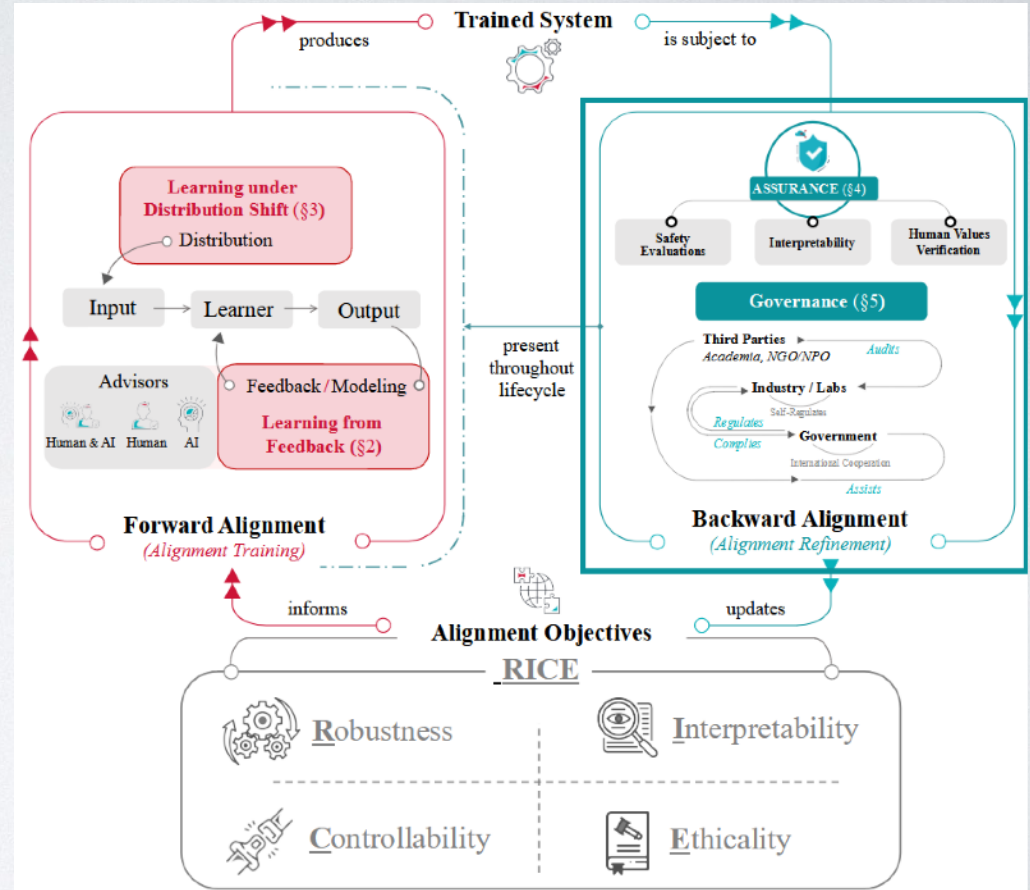 Trained System
produces
is subject to
Learning under
Distribution Shift (§3)
Distribution
Input
Learner
Output
Advisors
Human & AI
Human
AI
Feedback / Modeling
Learning from
Feedback (§2)
Forward Alignment
(Alignment Training)
present
throughout
lifecycle
ASSURANCE (§4)
Safety
Evaluations
Interpretability
Human Values
Verification
Governance (§5)
Third Parties
Academia, NGO/NPO
Audits
Industry / Labs
Self-Regulates
Regulates
Complies
Government
International Cooperation
Assists
Backward Alignment
(Alignment Refinement)
informs
updates
Alignment Objectives
RICE
Robustness
Interpretability
Controllability
Ethicality